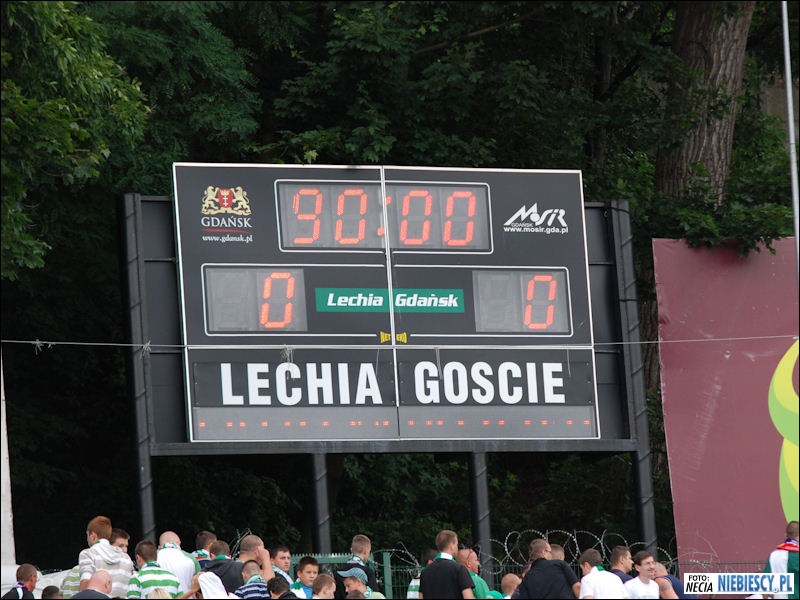 90:00
GDAŃSK
www.gdansk.pl
MOSiR
GDAŃSK
www.mosir.gda.pl
0
Lechia Gdańsk
0
LECHIA GOSCIE
FOTO:
NECIA
NIEBIESCY.PL